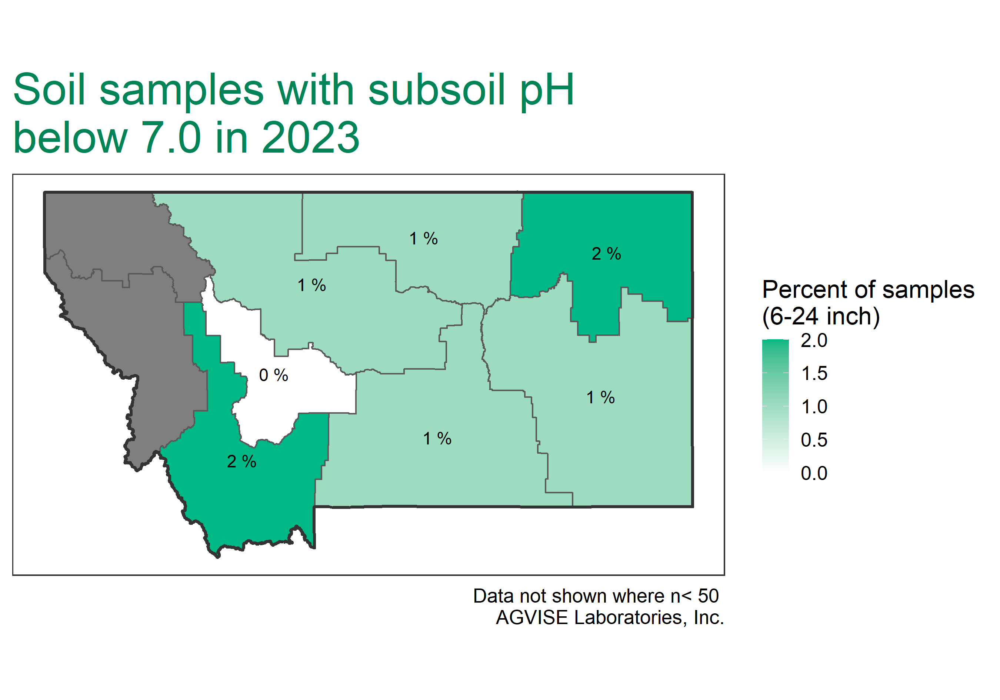 Soil samples with subsoil pH
below 7.0 in 2023
1 %
2 %
1 %
0 %
1 %
1 %
2 %
Percent of samples
(6-24 inch)
2.0
1.5
1.0
0.5
0.0
Data not shown where n< 50
AGVISE Laboratories, Inc.